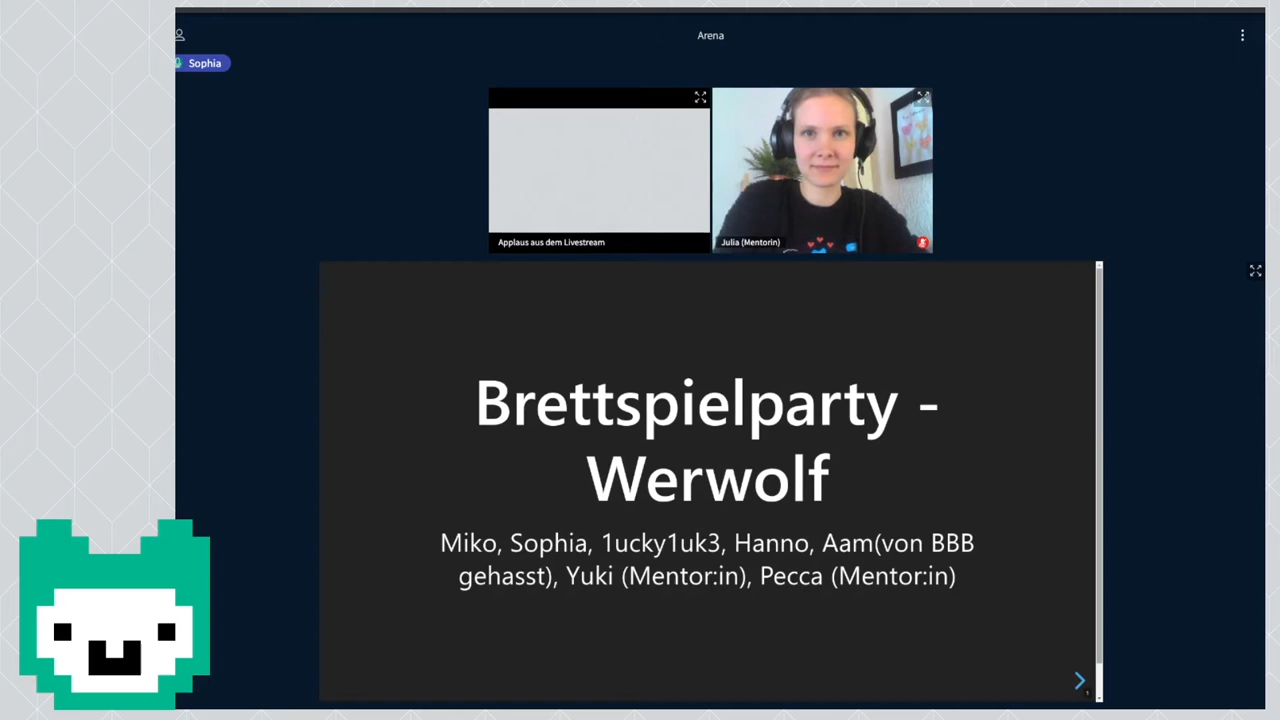 Arena
Sophia
Applaus aus dem Livestream
Julia (Mentorin)
Brettspielparty -
Werwolf
Miko, Sophia, 1ucky1uk3, Hanno, Aam(von BBB
gehasst), Yuki (Mentor:in), Pecca (Mentor:in)
1